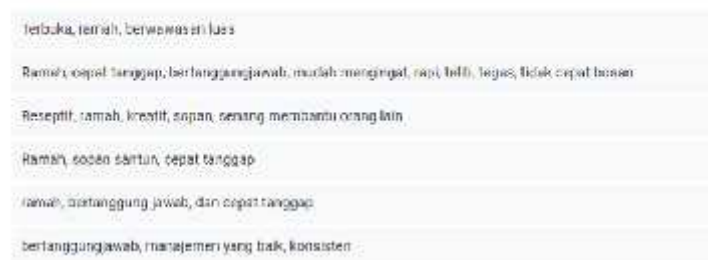 Terbuka, ramah, berwawasan luas
Ramah, cepat tanggap, bertanggungjawab, mudah mengingat, rapi, teliti, tegas, tidak cepat bosan
Reseptif, ramah, kreatif, sopan, senang membantu orang lain
Ramah, sopan santun, cepat tanggap
ramah, bertanggung jawab, dan cepat tanggap
bertanggungjawab, manajemen yang baik, konsisten